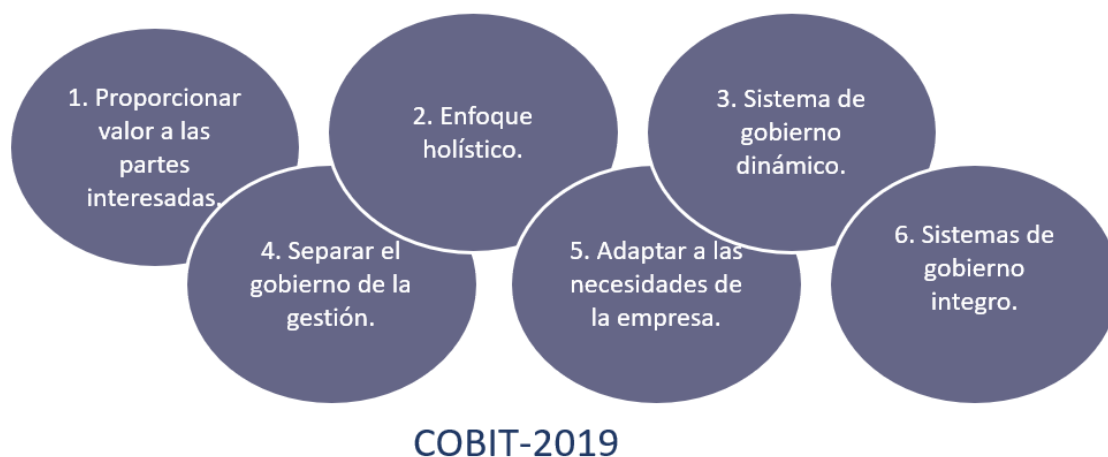 1. Proporcionar
valor a las
partes
interesadas.
2. Enfoque
holístico.
3. Sistema de
gobierno
dinámico.
4. Separar el
gobierno de la
gestión.
5. Adaptar a las
necesidades de
la empresa.
6. Sistemas de
gobierno
integro.
COBIT-2019